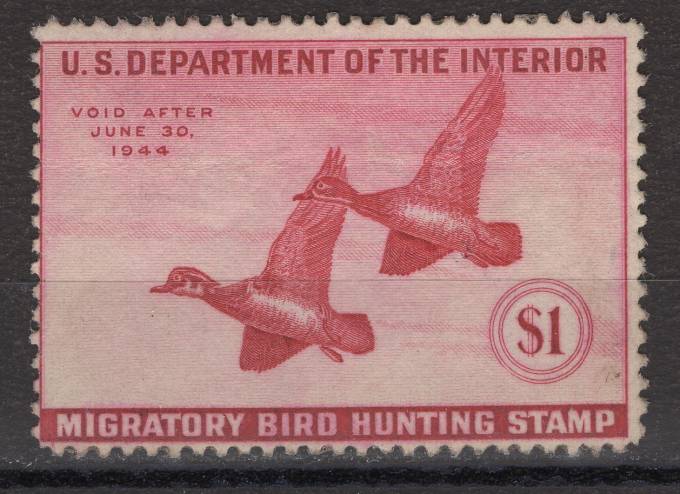 U.S. DEPARTMENT OF THE INTERIOR
VOID AFTER
JUNE 30,
1944
$1
MIGRATORY BIRD HUNTING STAMP